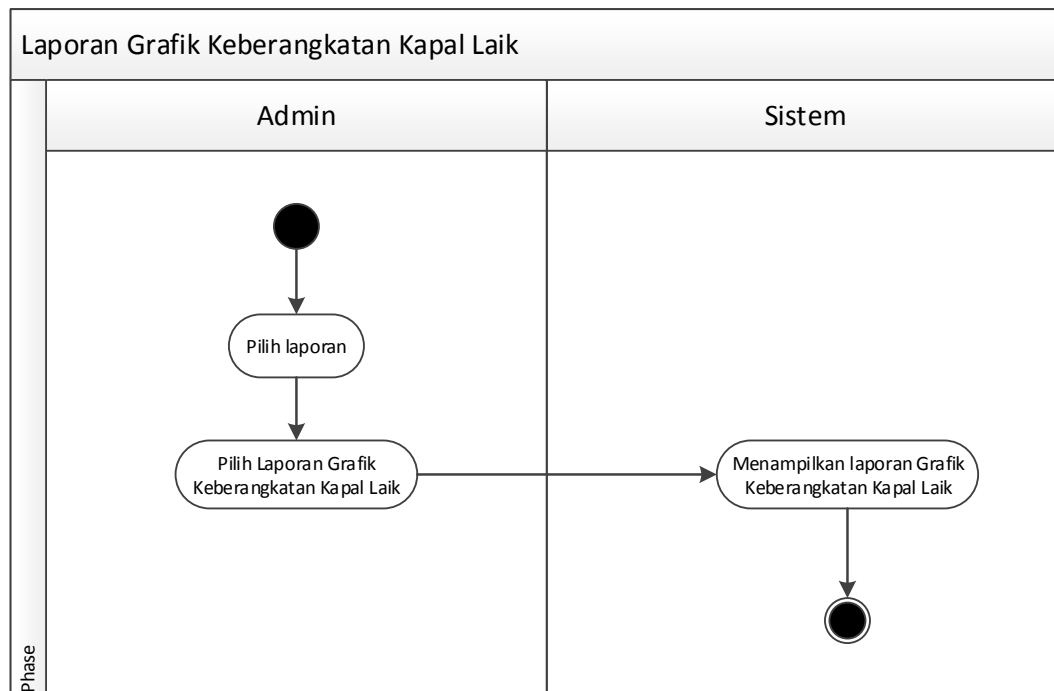 Laporan Grafik Keberangkatan Kapal Laik
Admin
Sistem
Pilih laporan
Pilih Laporan Grafik
Keberangkatan Kapal Laik
Menampilkan laporan Grafik
Keberangkatan Kapal Laik
Phase